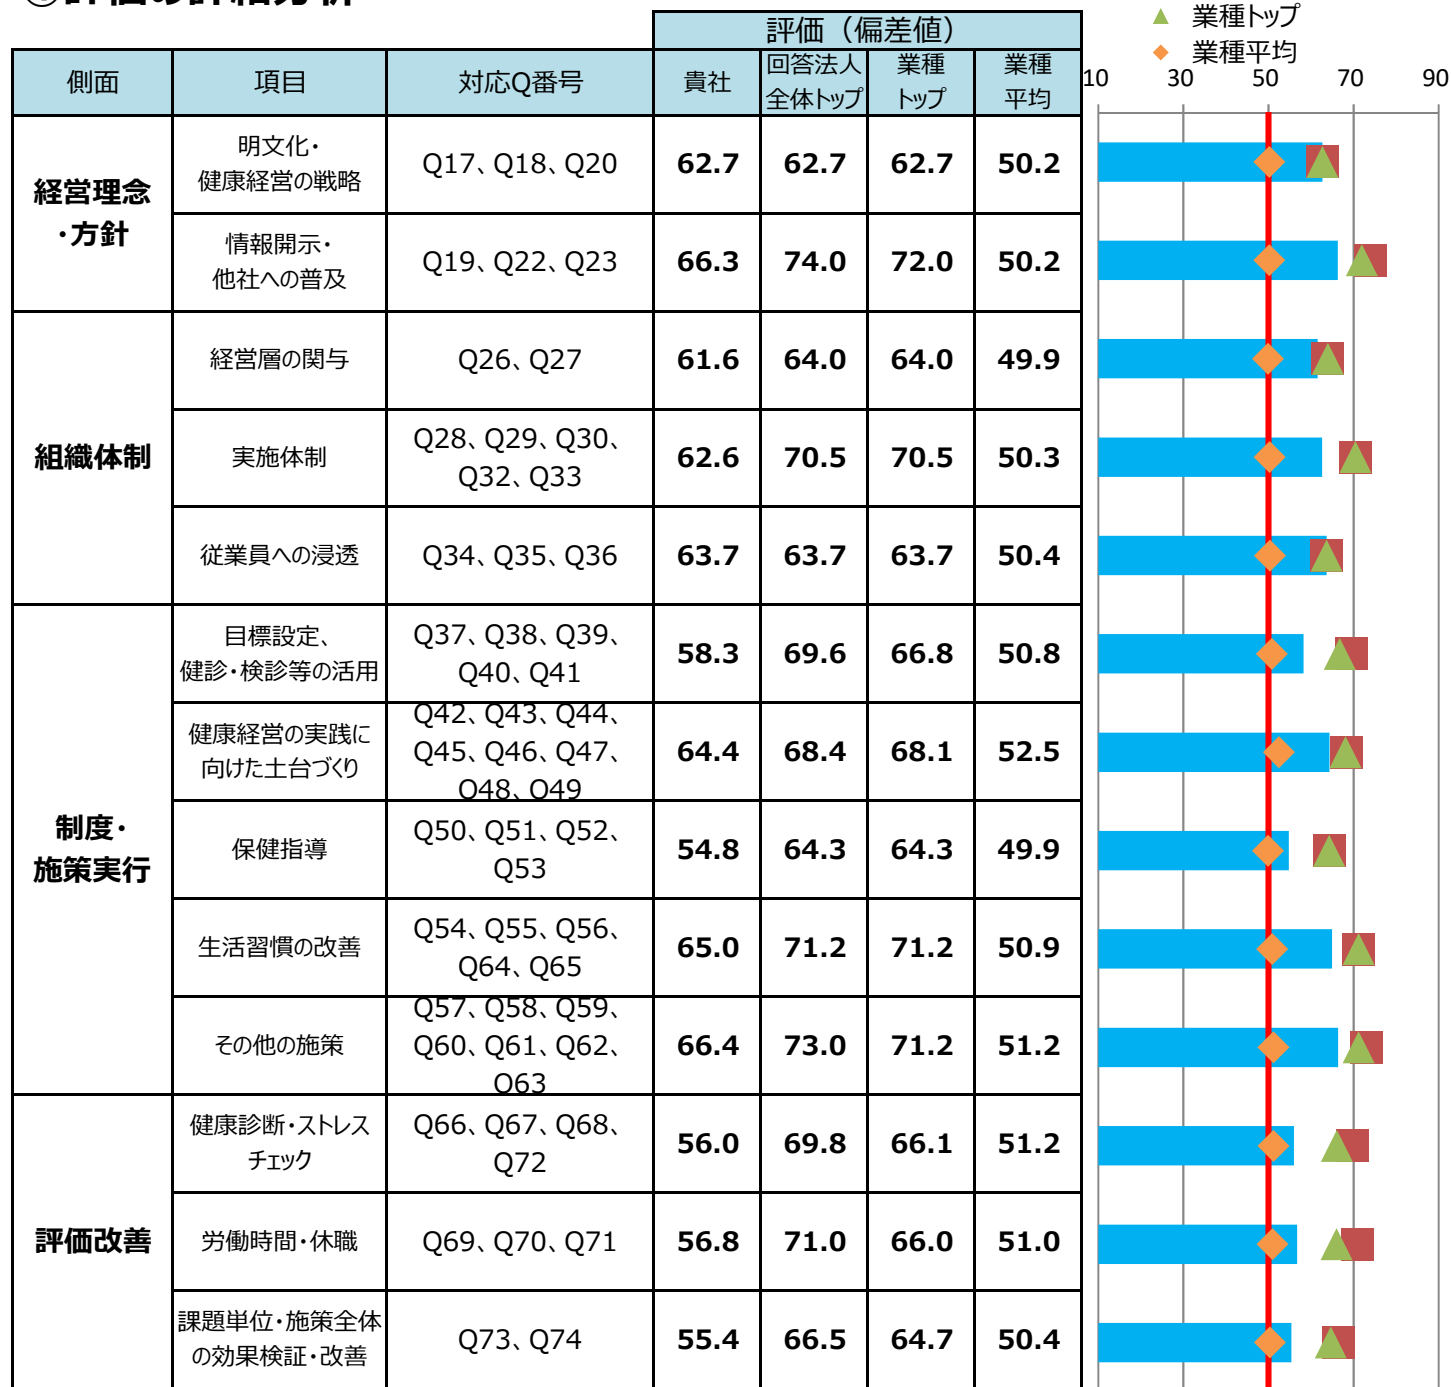 評価（偏差値）
▲ 業種トップ
◆ 業種平均
側面 項目 対応Q番号 貴社 回答法人全体トップ 業種トップ 業種平均 10 30 50 70 90
経営理念・方針
明文化・健康経営の戦略 Q17、Q18、Q20 62.7 62.7 62.7 50.2
情報開示・他社への普及 Q19、Q22、Q23 66.3 74.0 72.0 50.2
組織体制
経営層の関与 Q26、Q27 61.6 64.0 64.0 49.9
実施体制 Q28、Q29、Q30、Q32、Q33 62.6 70.5 70.5 50.3
従業員への浸透 Q34、Q35、Q36 63.7 63.7 63.7 50.4
制度・施策実行
目標設定、健診・検診等の活用 Q37、Q38、Q39、Q40、Q41 58.3 69.6 66.8 50.8
健康経営の実践に向けた土台づくり Q42、Q43、Q44、Q45、Q46、Q47、Q48、Q49 64.4 68.4 68.1 52.5
保健指導 Q50、Q51、Q52、Q53 54.8 64.3 64.3 49.9
生活習慣の改善 Q54、Q55、Q56、Q64、Q65 65.0 71.2 71.2 50.9
その他の施策 Q57、Q58、Q59、Q60、Q61、Q62、Q63 66.4 73.0 71.2 51.2
評価改善
健康診断・ストレスチェック Q66、Q67、Q68、Q72 56.0 69.8 66.1 51.2
労働時間・休職 Q69、Q70、Q71 56.8 71.0 66.0 51.0
課題単位・施策全体の効果検証・改善 Q73、Q74 55.4 66.5 64.7 50.4